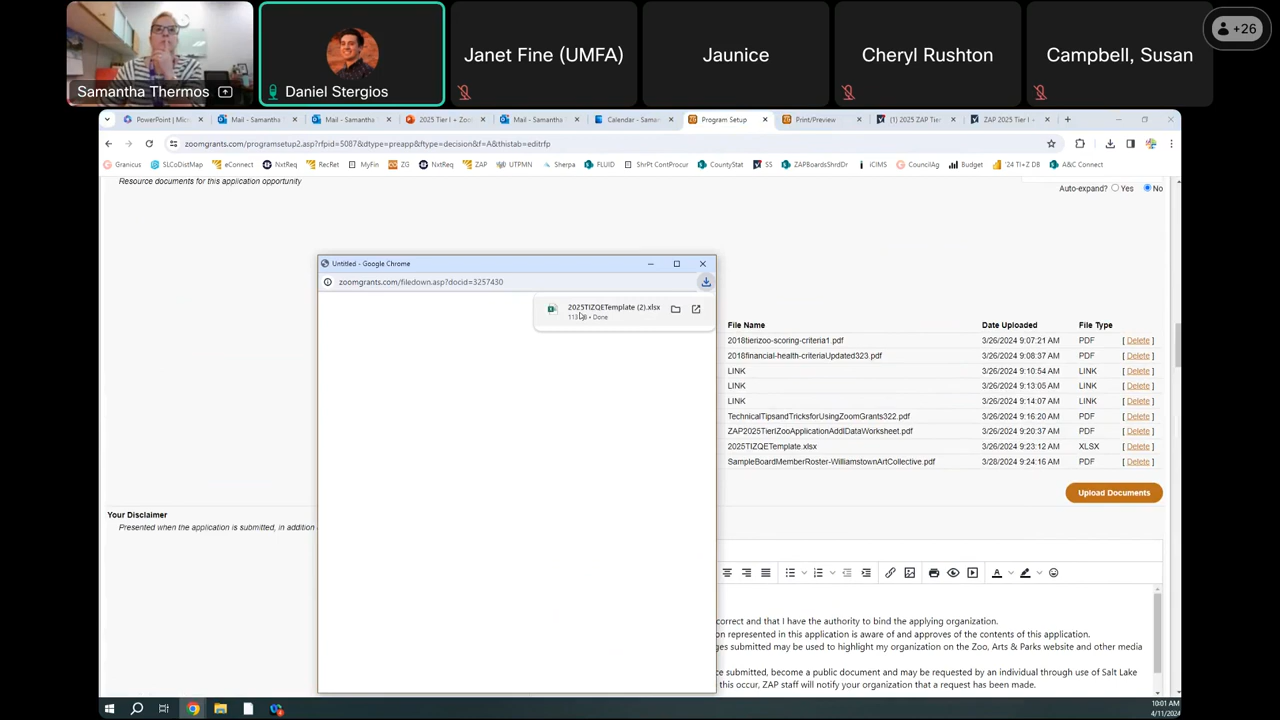 Samantha Thermos
Daniel Stergios
Janet Fine (UMFA)
Jaunice
Cheryl Rushton
Campbell, Susan
+26
PowerPoint | Mic
Mail - Samantha
Mail - Samantha
2025 Tier I + Zoo
Mail - Samantha
Calendar - Saman
Program Setup
Print/Preview
(1) 2025 ZAP Tier
ZAP 2025 Tier I -
zoomgrants.com/programsetup2.asp?rfpid=5087&dtype=preapp&ftype=decision&f=A&thistab=editrfp
Granicus
SLCoDistMap
eConnect
NxtReq
RecRet
MyFin
ZG
NxtReq
ZAP
UTPMN
Sherpa
FLUID
ShrPt ContProcur
CountyStat
SS
ZAPBoardsShrdDr
iCIMS
CouncilAg
Budget
'24 TI+Z DB
A&C Connect
Resource documents for this application opportunity
Auto-expand? Yes No
Untitled - Google Chrome
zoomgrants.com/filedown.asp?docid=3257430
2025TIZQETemplate (2).xlsx
• Done
File Name Date Uploaded File Type
2018tierizoo-scoring-criteria1.pdf 3/26/2024 9:07:21 AM PDF [ Delete ]
2018financial-health-criteriaUpdated323.pdf 3/26/2024 9:08:37 AM PDF [ Delete ]
LINK 3/26/2024 9:10:54 AM LINK [ Delete ]
LINK 3/26/2024 9:13:05 AM LINK [ Delete ]
LINK 3/26/2024 9:14:07 AM LINK [ Delete ]
TechnicalTipsandTricksforUsingZoomGrants322.pdf 3/26/2024 9:16:20 AM PDF [ Delete ]
ZAP2025TierIZooApplicationAddlDataWorksheet.pdf 3/26/2024 9:20:37 AM PDF [ Delete ]
2025TIZQETemplate.xlsx 3/26/2024 9:23:12 AM XLSX [ Delete ]
SampleBoardMemberRoster-WilliamstownArtCollective.pdf 3/28/2024 9:24:16 AM PDF [ Delete ]
Upload Documents
Your Disclaimer
Presented when the application is submitted, in addition
correct and that I have the authority to bind the applying organization.
on represented in this application is aware of and approves of the contents of this application.
ges submitted may be used to highlight my organization on the Zoo, Arts & Parks website and other media
ce submitted, become a public document and may be requested by an individual through use of Salt Lake
this occur, ZAP staff will notify your organization that a request has been made.
10:01 AM
4/11/2024